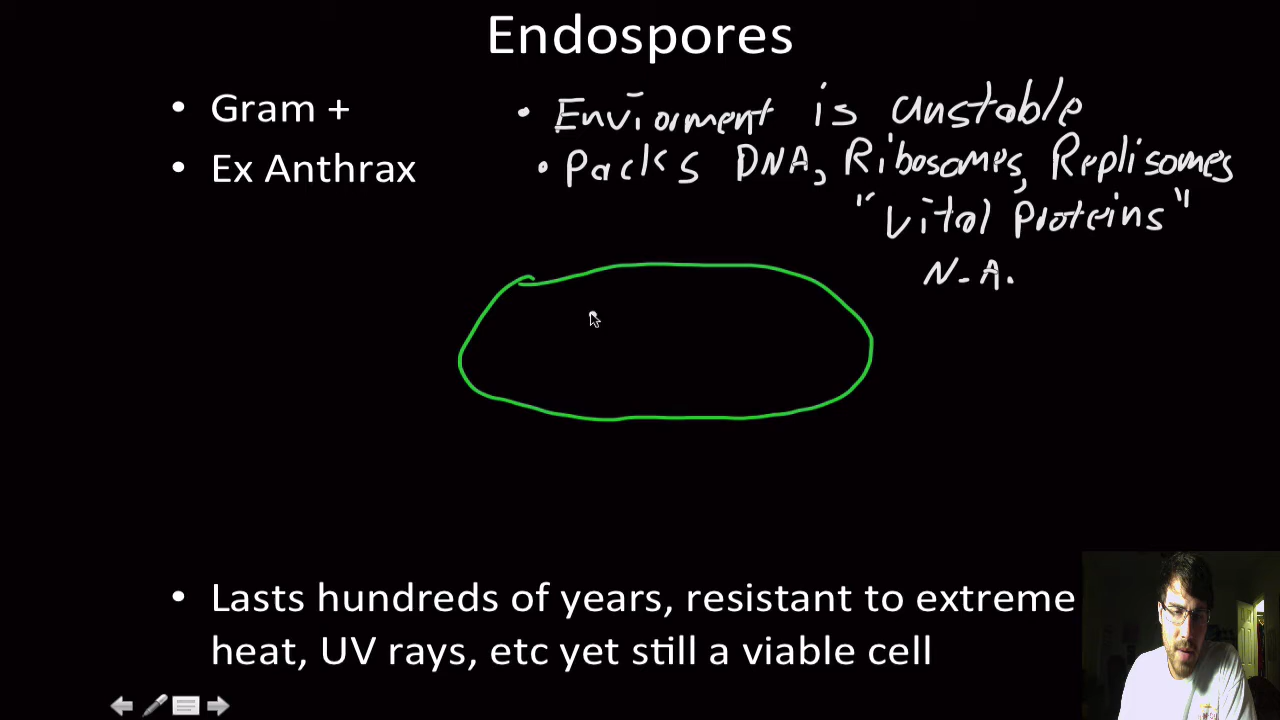 Endospores
• Gram +
• Ex Anthrax
• Enviorment is unstable
• Packs DNA, Ribosomes, Replisomes
"Vital Proteins"
N-A.
• Lasts hundreds of years, resistant to extreme
heat, UV rays, etc yet still a viable cell